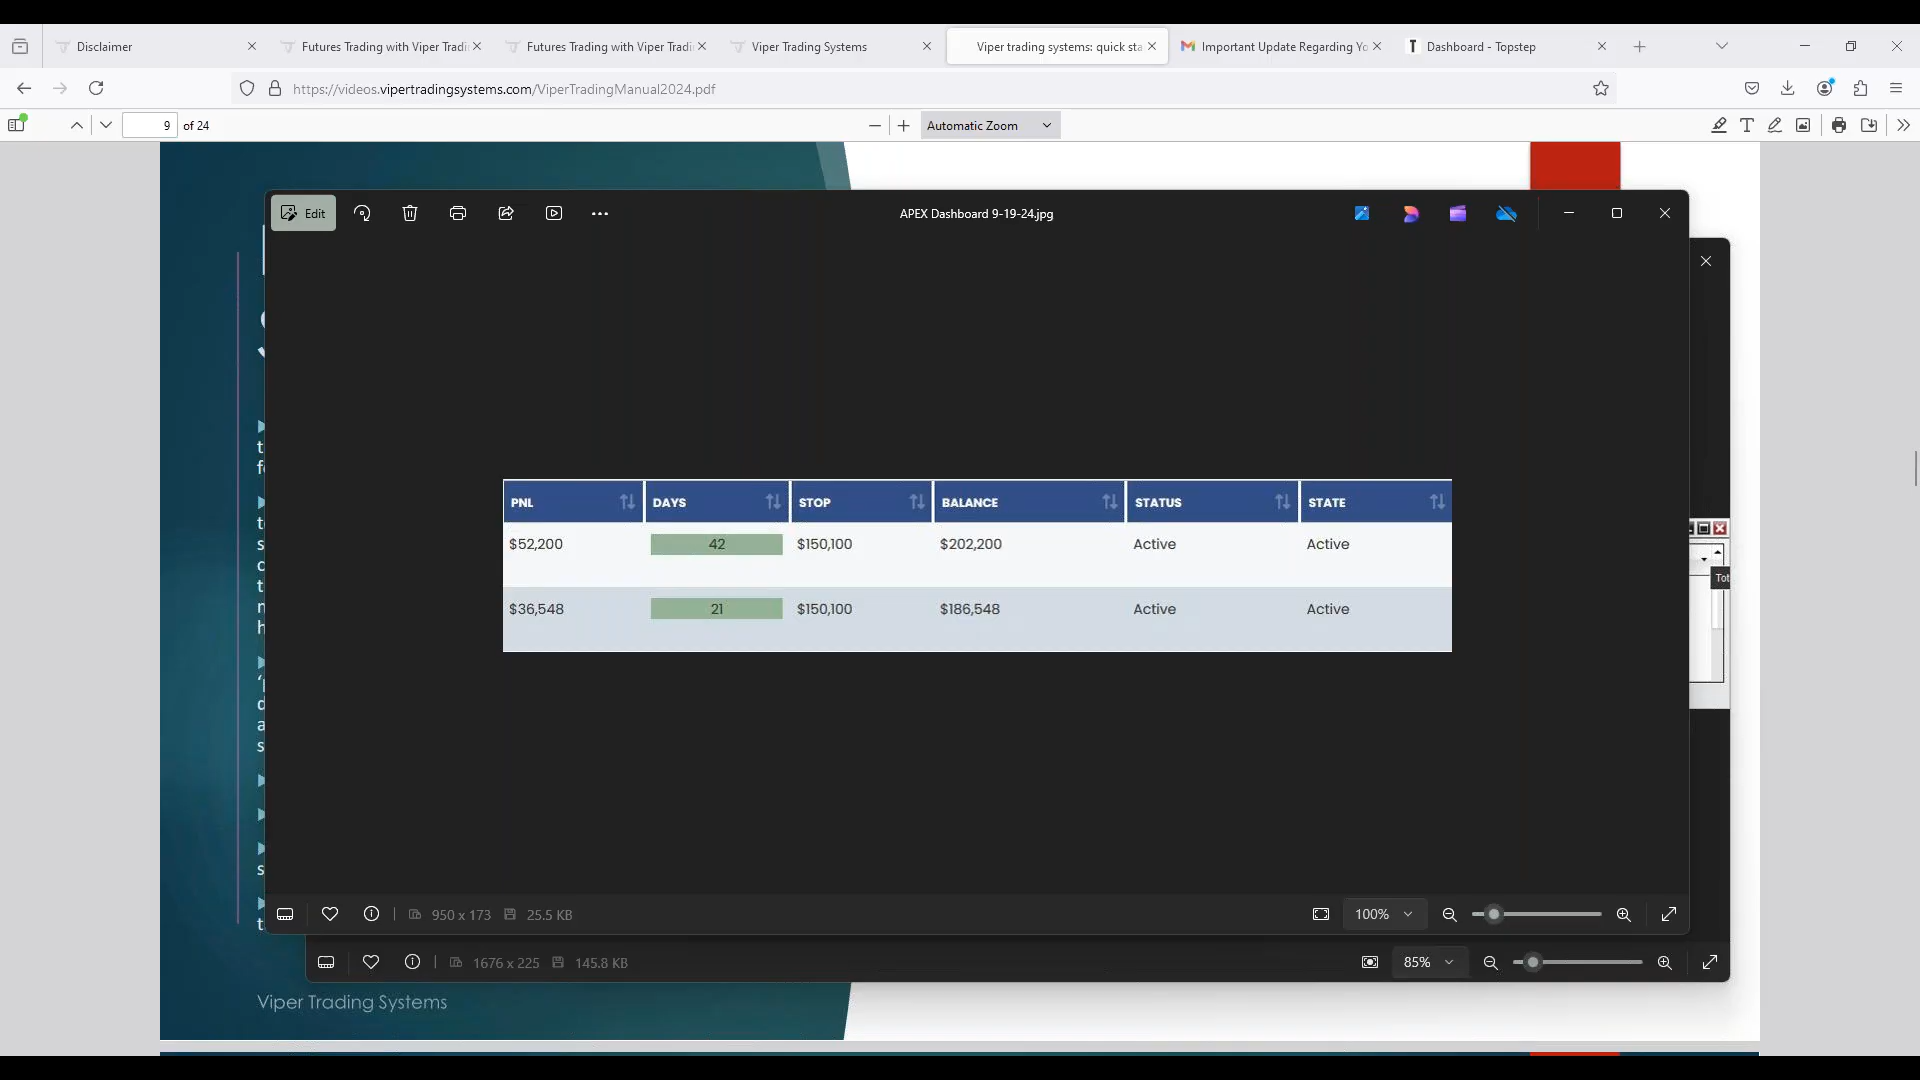 Disclaimer
Futures Trading with Viper Tradi
Futures Trading with Viper Tradi
Viper Trading Systems
Viper trading systems: quick sta
Important Update Regarding Yo
Dashboard - Topstep
https://videos.vipertradingsystems.com/ViperTradingManual2024.pdf
9 of 24
Automatic Zoom
Edit
APEX Dashboard 9-19-24.jpg
PNL DAYS STOP BALANCE STATUS STATE
$52,200 42 $150,100 $202,200 Active Active
$36,548 21 $150,100 $186,548 Active Active
Tot
950 x 173 25.5 KB
100%
1676 x 225 145.8 KB
85%
Viper Trading Systems